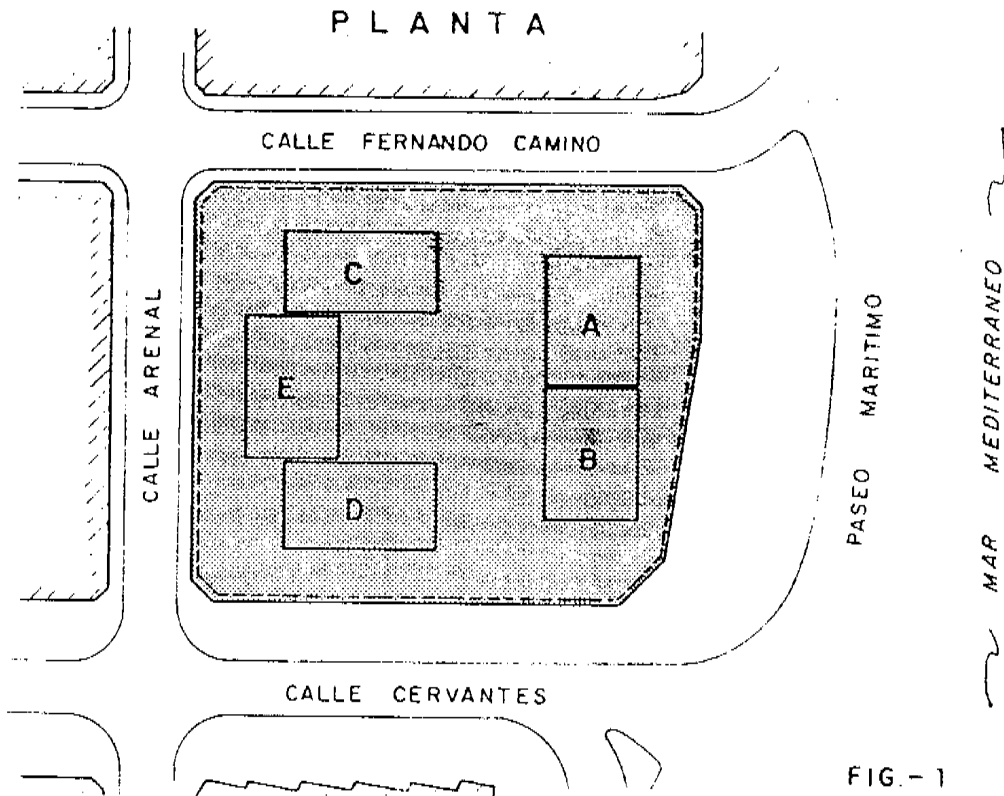 PLANTA
CALLE FERNANDO CAMINO
C
A
E
B
D
CALLE ARENAL
PASEO MARITIMO
MAR MEDITERRANEO
CALLE CERVANTES
FIG.-1